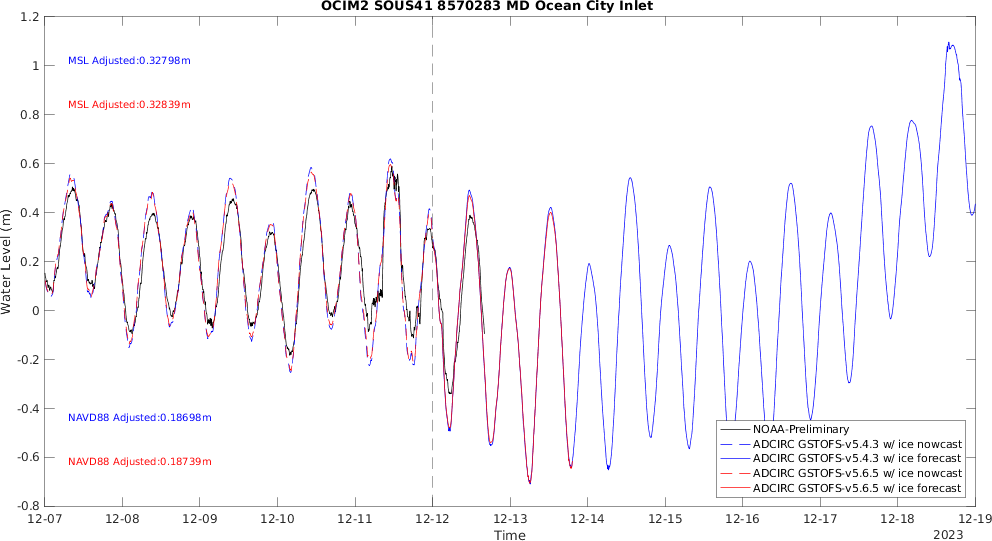 OCIM2 SOUS41 8570283 MD Ocean City Inlet
1.2
1
0.8
0.6
0.4
0.2
0
-0.2
-0.4
-0.6
-0.8
Water Level (m)
MSL Adjusted:0.32798m
MSL Adjusted:0.32839m
NAVD88 Adjusted:0.18698m
NAVD88 Adjusted:0.18739m
NOAA-Preliminary
ADCIRC GSTOFS-v5.4.3 w/ ice nowcast
ADCIRC GSTOFS-v5.4.3 w/ ice forecast
ADCIRC GSTOFS-v5.6.5 w/ ice nowcast
ADCIRC GSTOFS-v5.6.5 w/ ice forecast
12-07 12-08 12-09 12-10 12-11 12-12 12-13 12-14 12-15 12-16 12-17 12-18 12-19
Time
2023